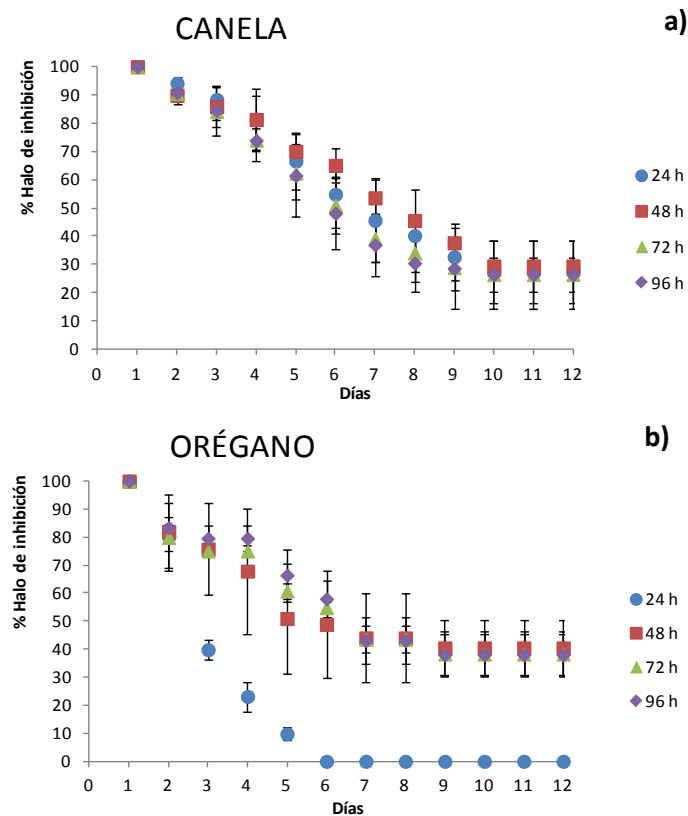 CANELA
a)
% Halo de inhibición
100
90
80
70
60
50
40
30
20
10
0
0 1 2 3 4 5 6 7 8 9 10 11 12
Días
24 h
48 h
72 h
96 h
ORÉGANO
b)
% Halo de inhibición
100
90
80
70
60
50
40
30
20
10
0
0 1 2 3 4 5 6 7 8 9 10 11 12
Días
24 h
48 h
72 h
96 h